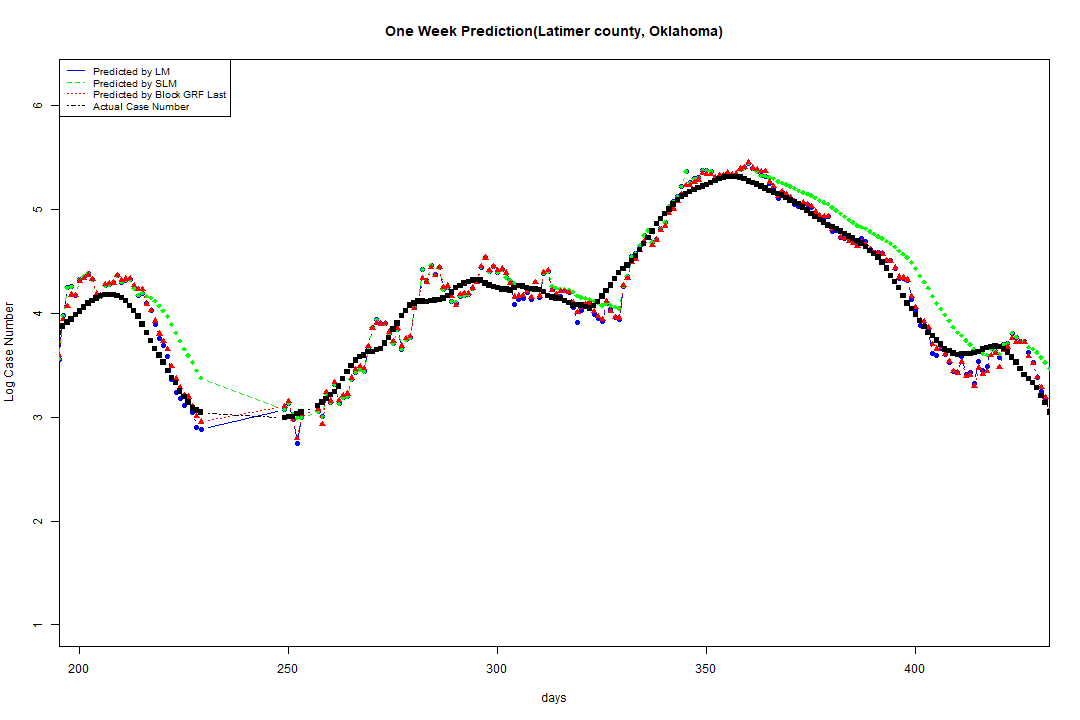 One Week Prediction(Latimer county, Oklahoma)
Predicted by LM
Predicted by SLM
Predicted by Block GRF Last
Actual Case Number
6
5
4
3
2
1
Log Case Number
200 250 300 350 400
days